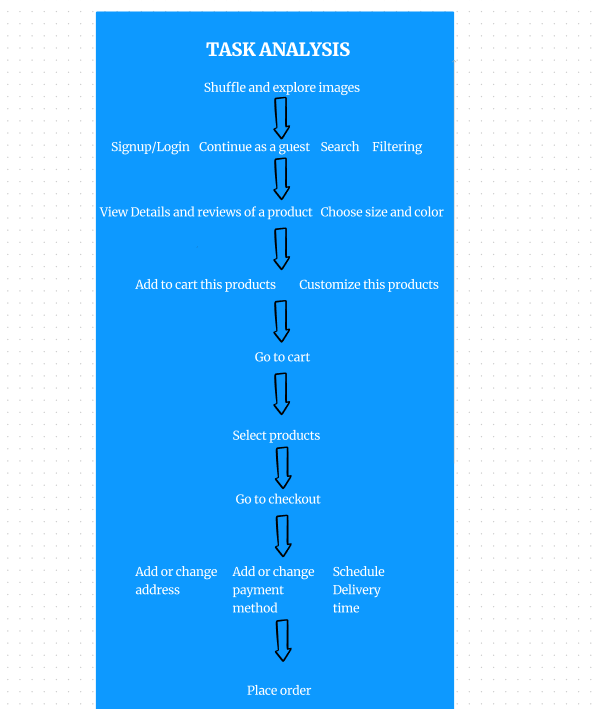 TASK ANALYSIS
Shuffle and explore images
Signup/Login Continue as a guest Search Filtering
View Details and reviews of a product Choose size and color
Add to cart this products Customize this products
Go to cart
Select products
Go to checkout
Add or change address
Add or change payment method
Schedule Delivery time
Place order